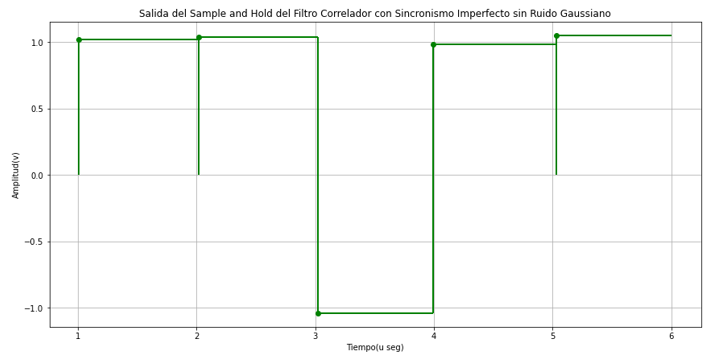 Salida del Sample and Hold del Filtro Correlador con Sincronismo Imperfecto sin Ruido Gaussiano
1.0
0.5
0.0
−0.5
−1.0
Amplitud(v)
1 2 3 4 5 6
Tiempo(u seg)